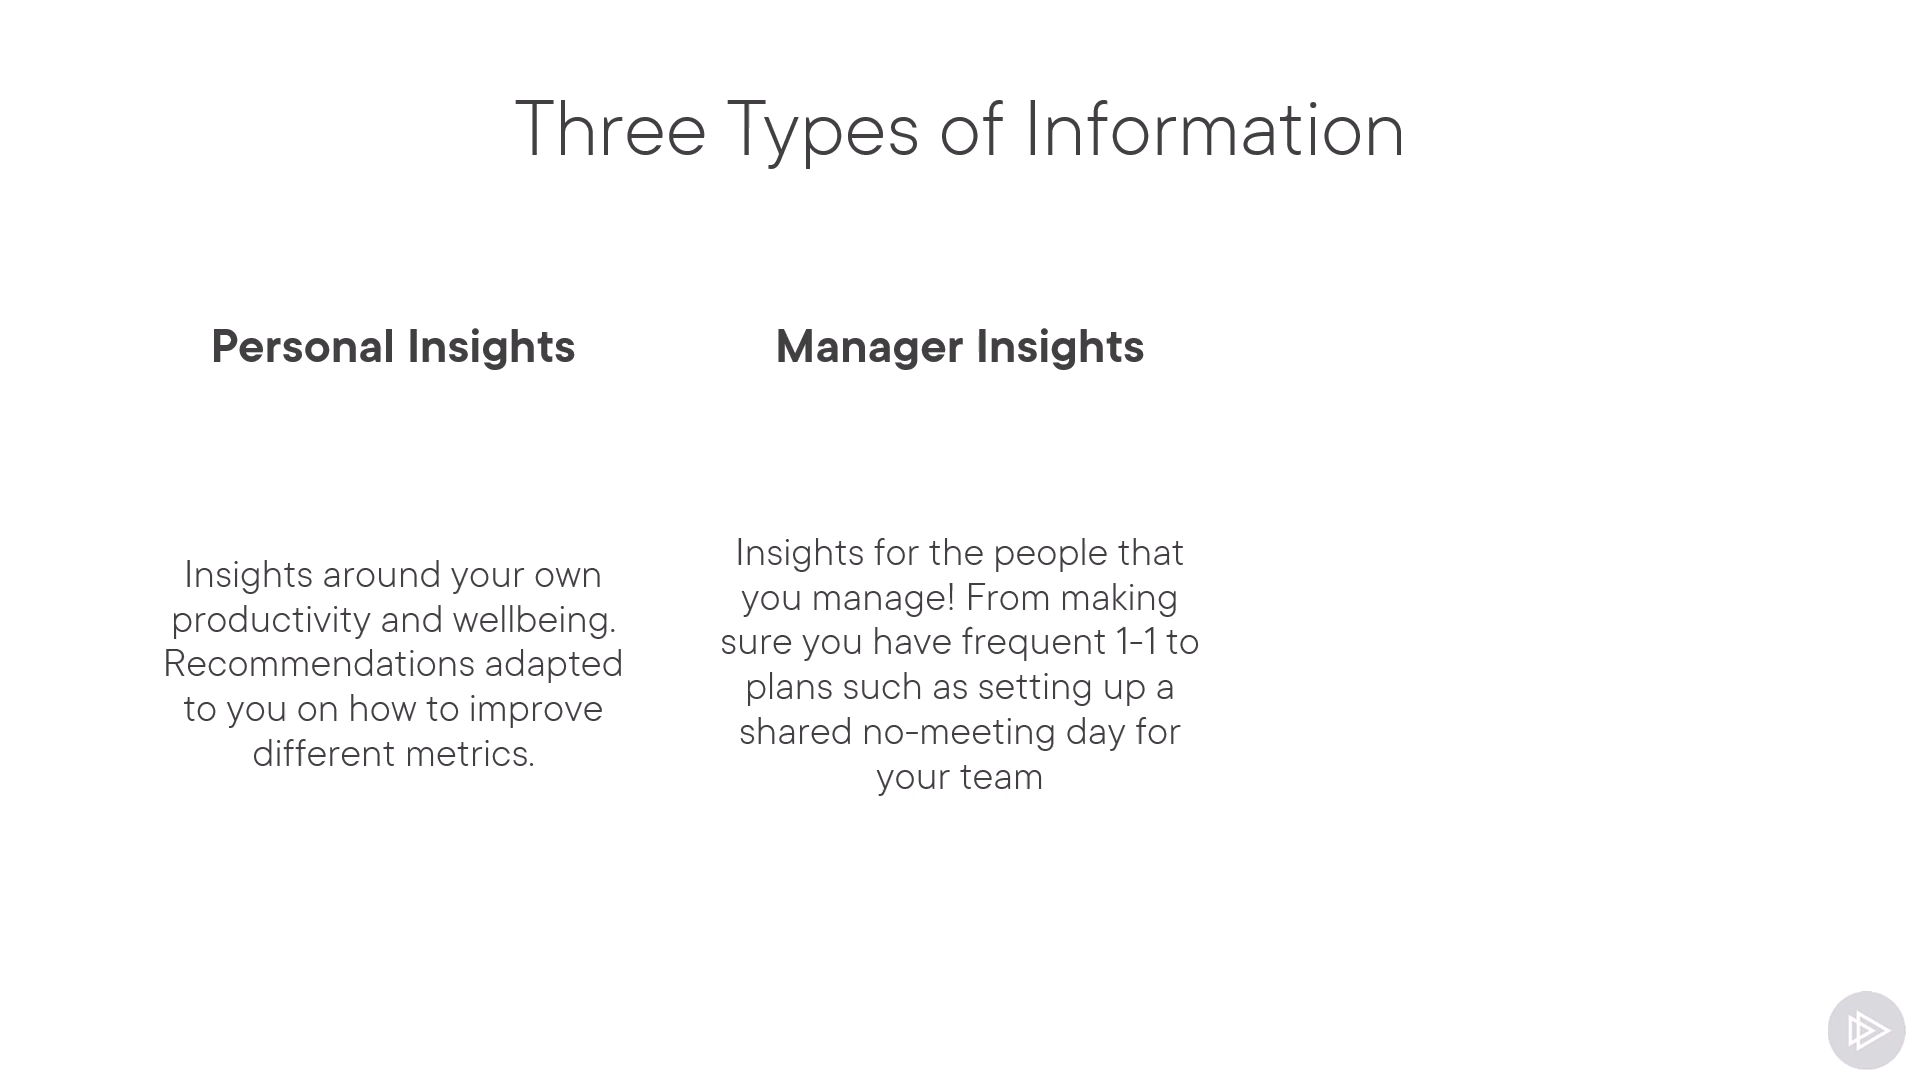 Three Types of Information
Personal Insights
Insights around your own
productivity and wellbeing.
Recommendations adapted
to you on how to improve
different metrics.
Manager Insights
Insights for the people that
you manage! From making
sure you have frequent 1-1 to
plans such as setting up a
shared no-meeting day for
your team